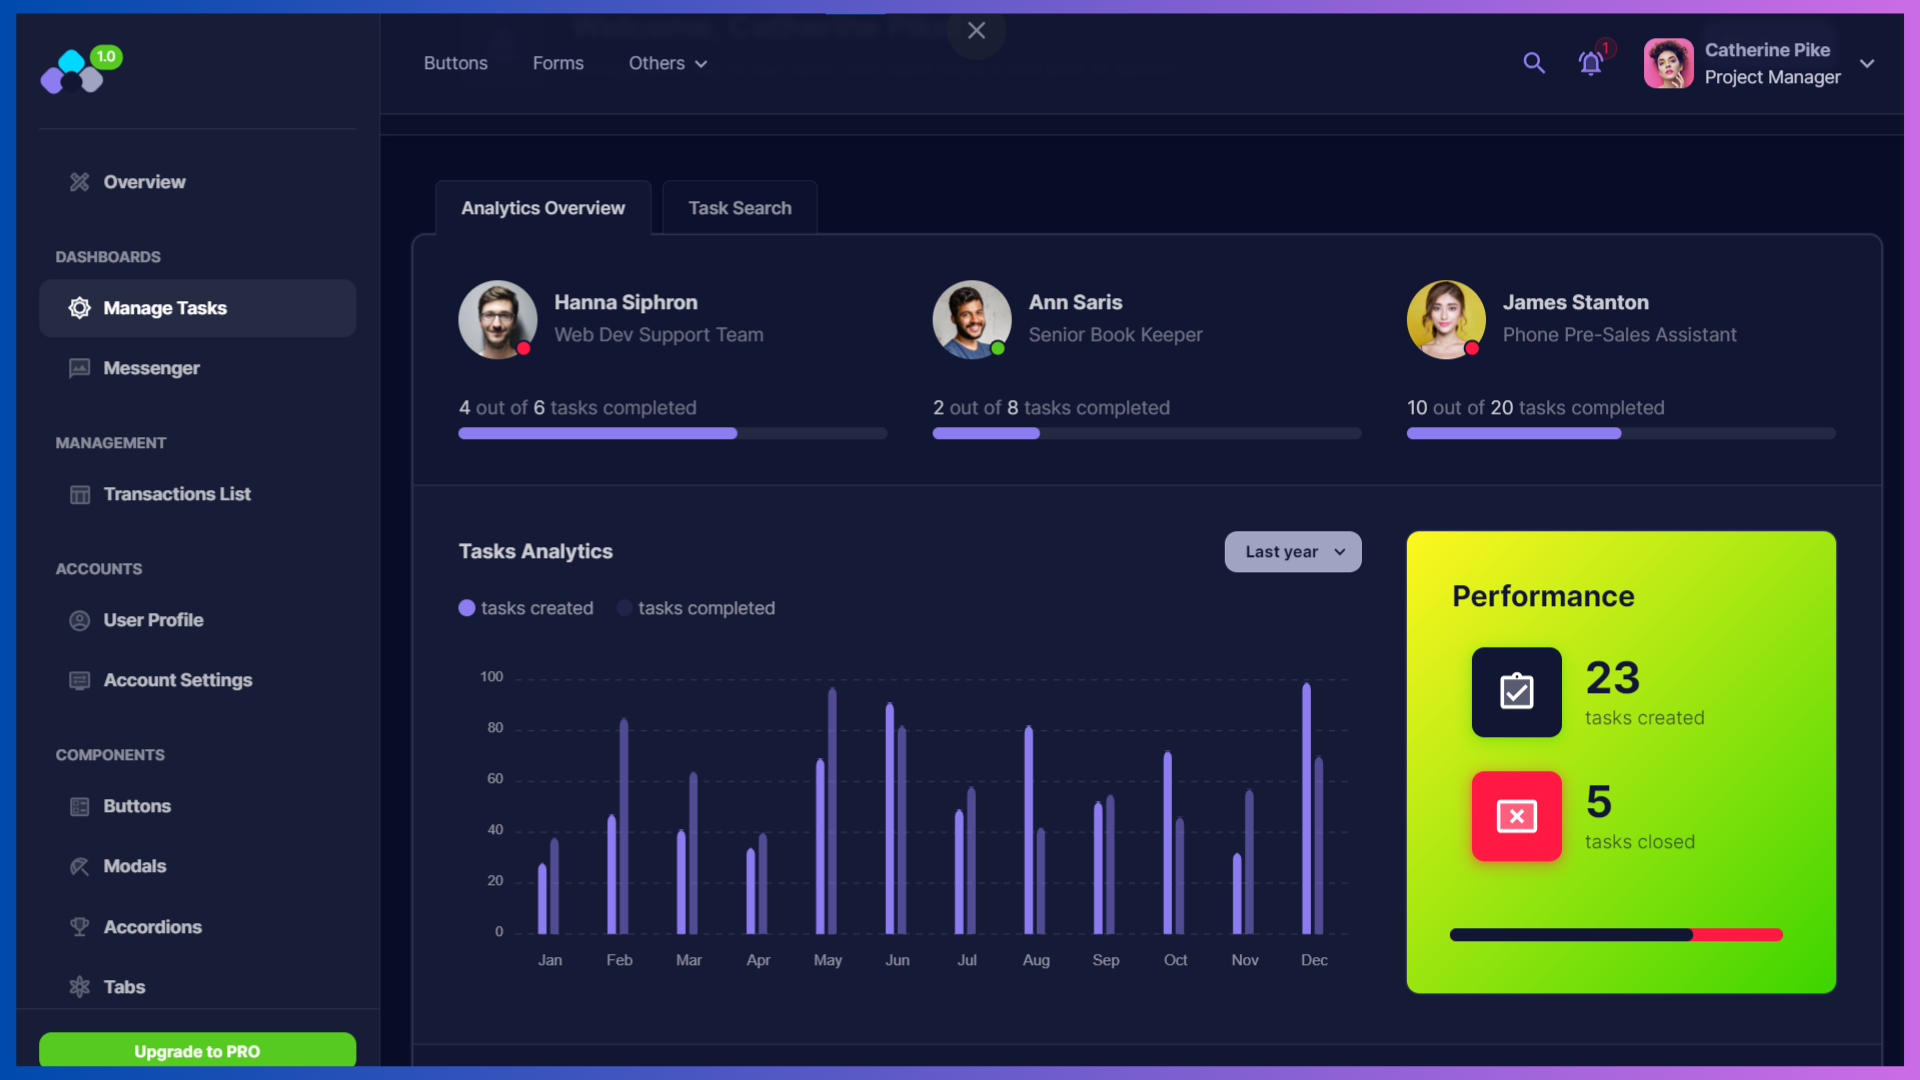 1.0
Welcome, Catherine Pike
Buttons
Forms
Others
1
Catherine Pike
Project Manager
Overview
DASHBOARDS
Manage Tasks
Messenger
MANAGEMENT
Transactions List
ACCOUNTS
User Profile
Account Settings
COMPONENTS
Buttons
Modals
Accordions
Tabs
Upgrade to PRO
Analytics Overview
Task Search
Hanna Siphron
Web Dev Support Team
4 out of 6 tasks completed
Ann Saris
Senior Book Keeper
2 out of 8 tasks completed
James Stanton
Phone Pre-Sales Assistant
10 out of 20 tasks completed
Tasks Analytics
Last year
tasks created
tasks completed
100
80
60
40
20
0
Jan
Feb
Mar
Apr
May
Jun
Jul
Aug
Sep
Oct
Nov
Dec
Performance
23
tasks created
5
tasks closed